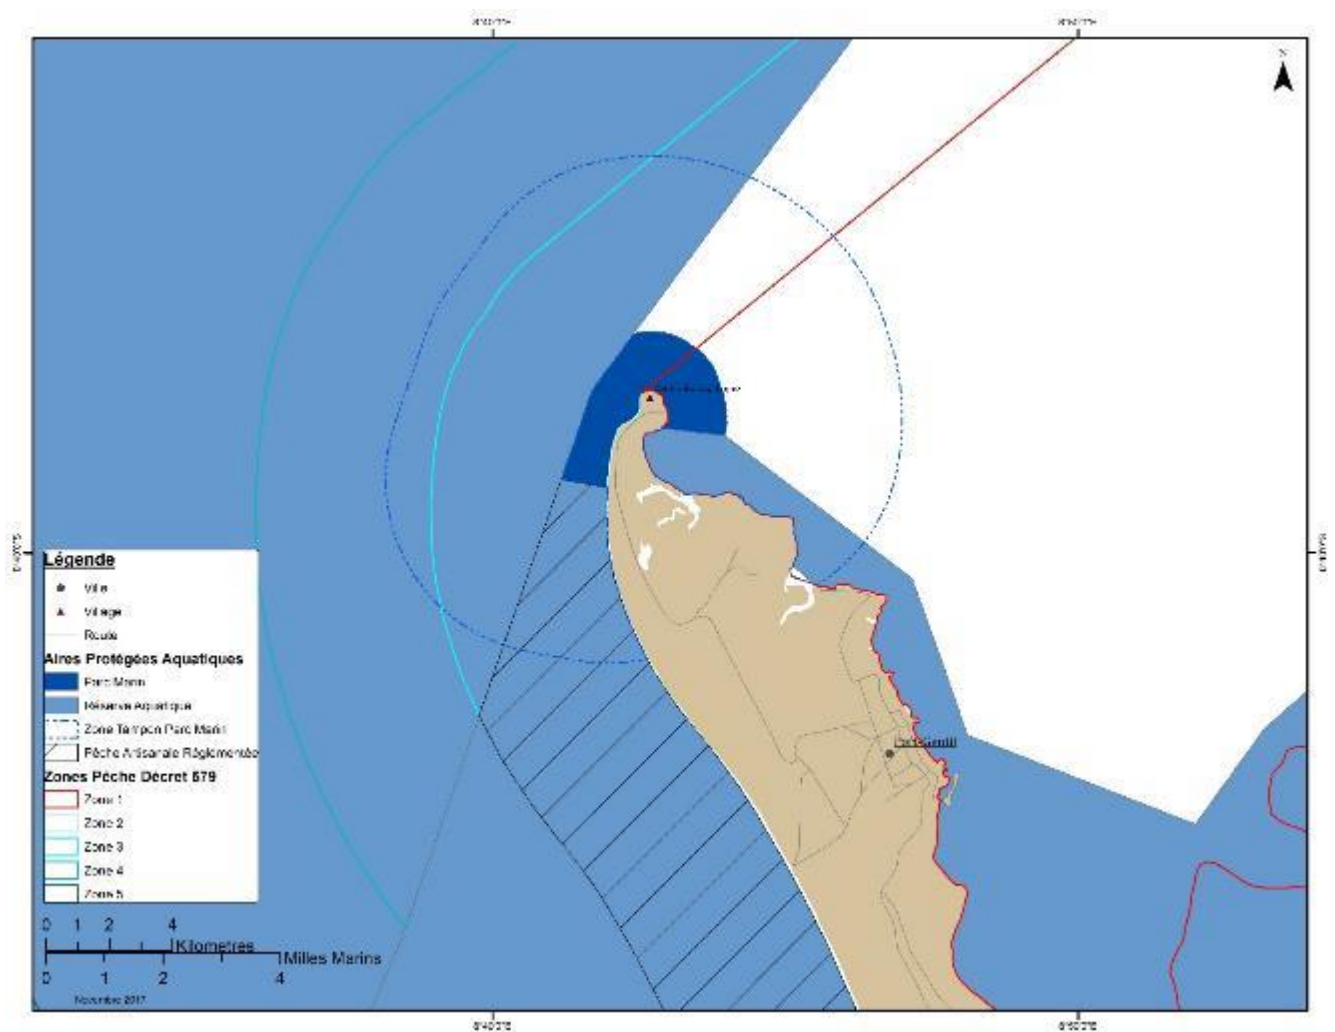 N
Port-Gentil
Légende
Ville
Village
Route
Aires Protégées Aquatiques
Parc Marin
Réserve Aquatique
Zone Tampon Parc Marin
Pêche Artisanale Réglementée
Zones Pêche Décret 579
Zone 1
Zone 2
Zone 3
Zone 4
Zone 5
0 1 2 4
Kilometres
Milles Marins
0 1 2 4
Novembre 2017